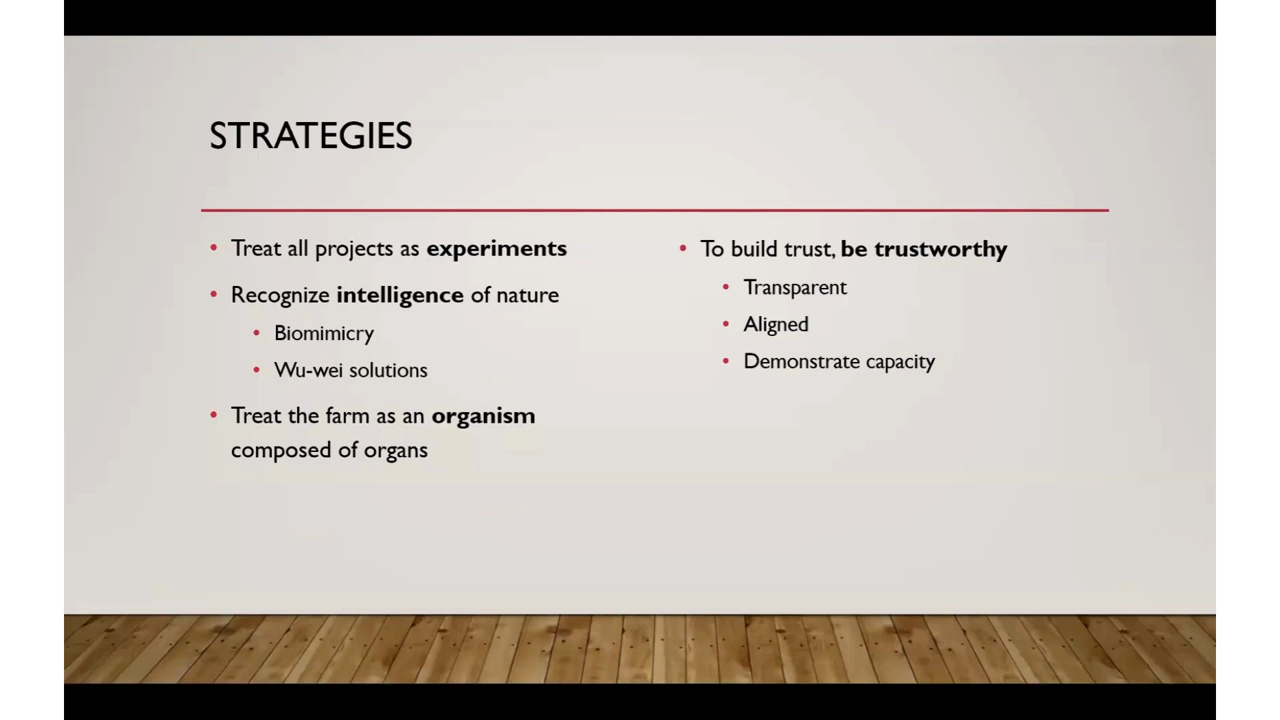 STRATEGIES
Treat all projects as experiments
Recognize intelligence of nature
Biomimicry
Wu-wei solutions
Treat the farm as an organism
composed of organs
To build trust, be trustworthy
Transparent
Aligned
Demonstrate capacity